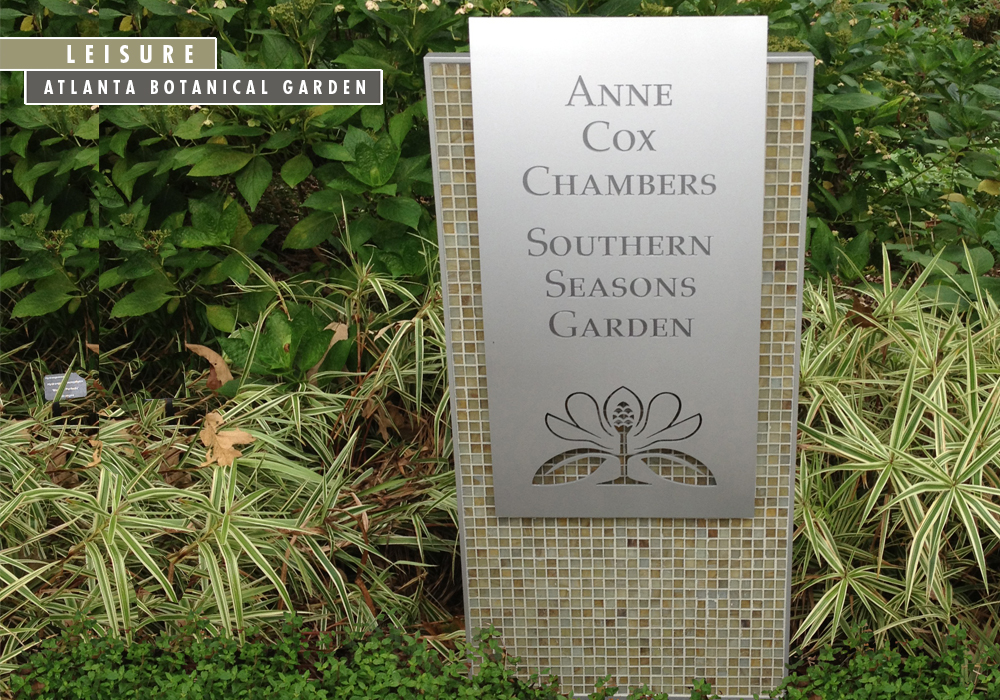 LEISURE
ATLANTA BOTANICAL GARDEN
ANNE
COX
CHAMBERS
SOUTHERN
SEASONS
GARDEN